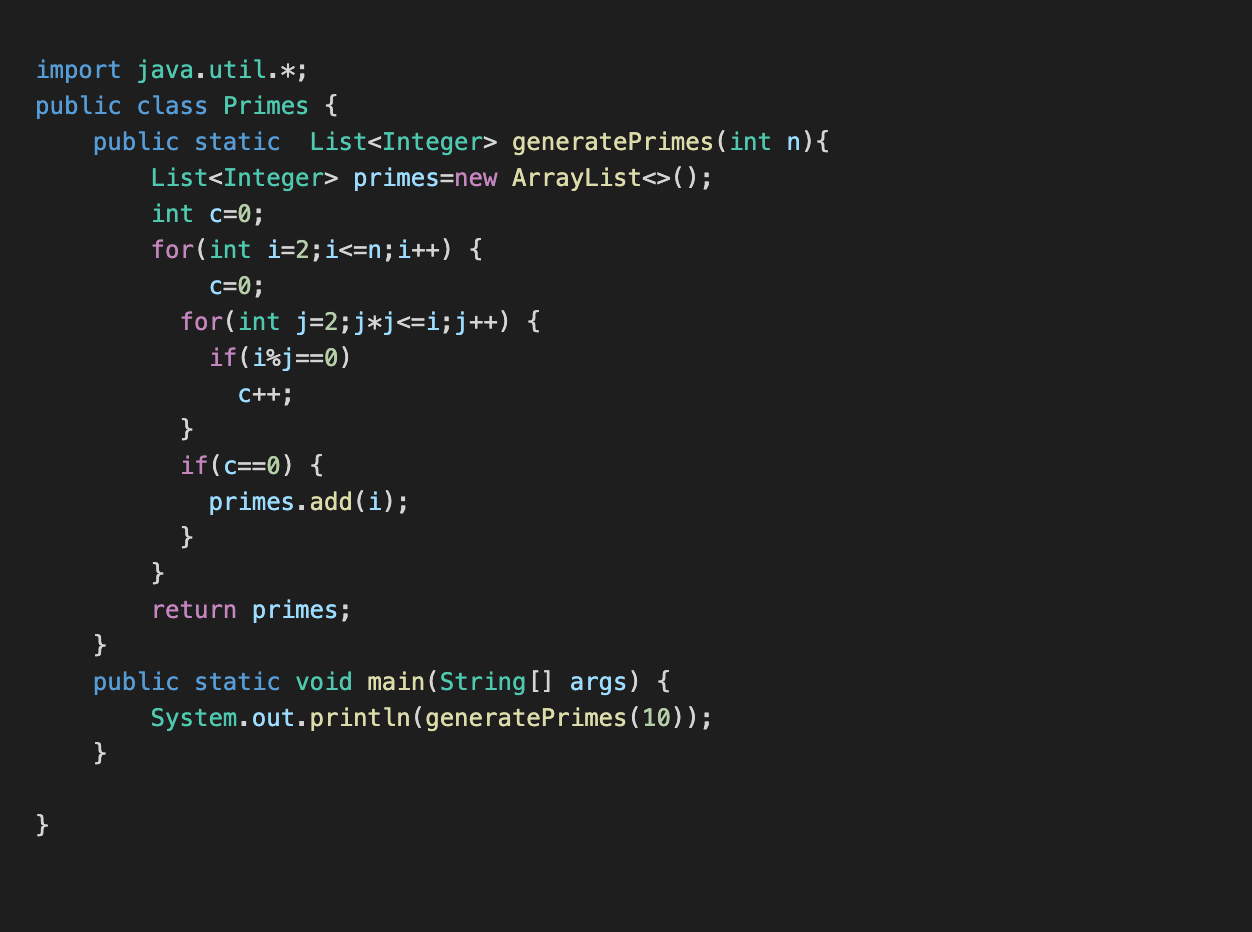 import java.util.*;
public class Primes {
    public static  List<Integer> generatePrimes(int n){
        List<Integer> primes=new ArrayList<>();
        int c=0;
        for(int i=2;i<=n;i++) {
            c=0;
          for(int j=2;j*j<=i;j++) {
            if(i%j==0)
              c++;
          }
          if(c==0) {
            primes.add(i);
          }
        }
        return primes;
    }
    public static void main(String[] args) {
        System.out.println(generatePrimes(10));
    }

}